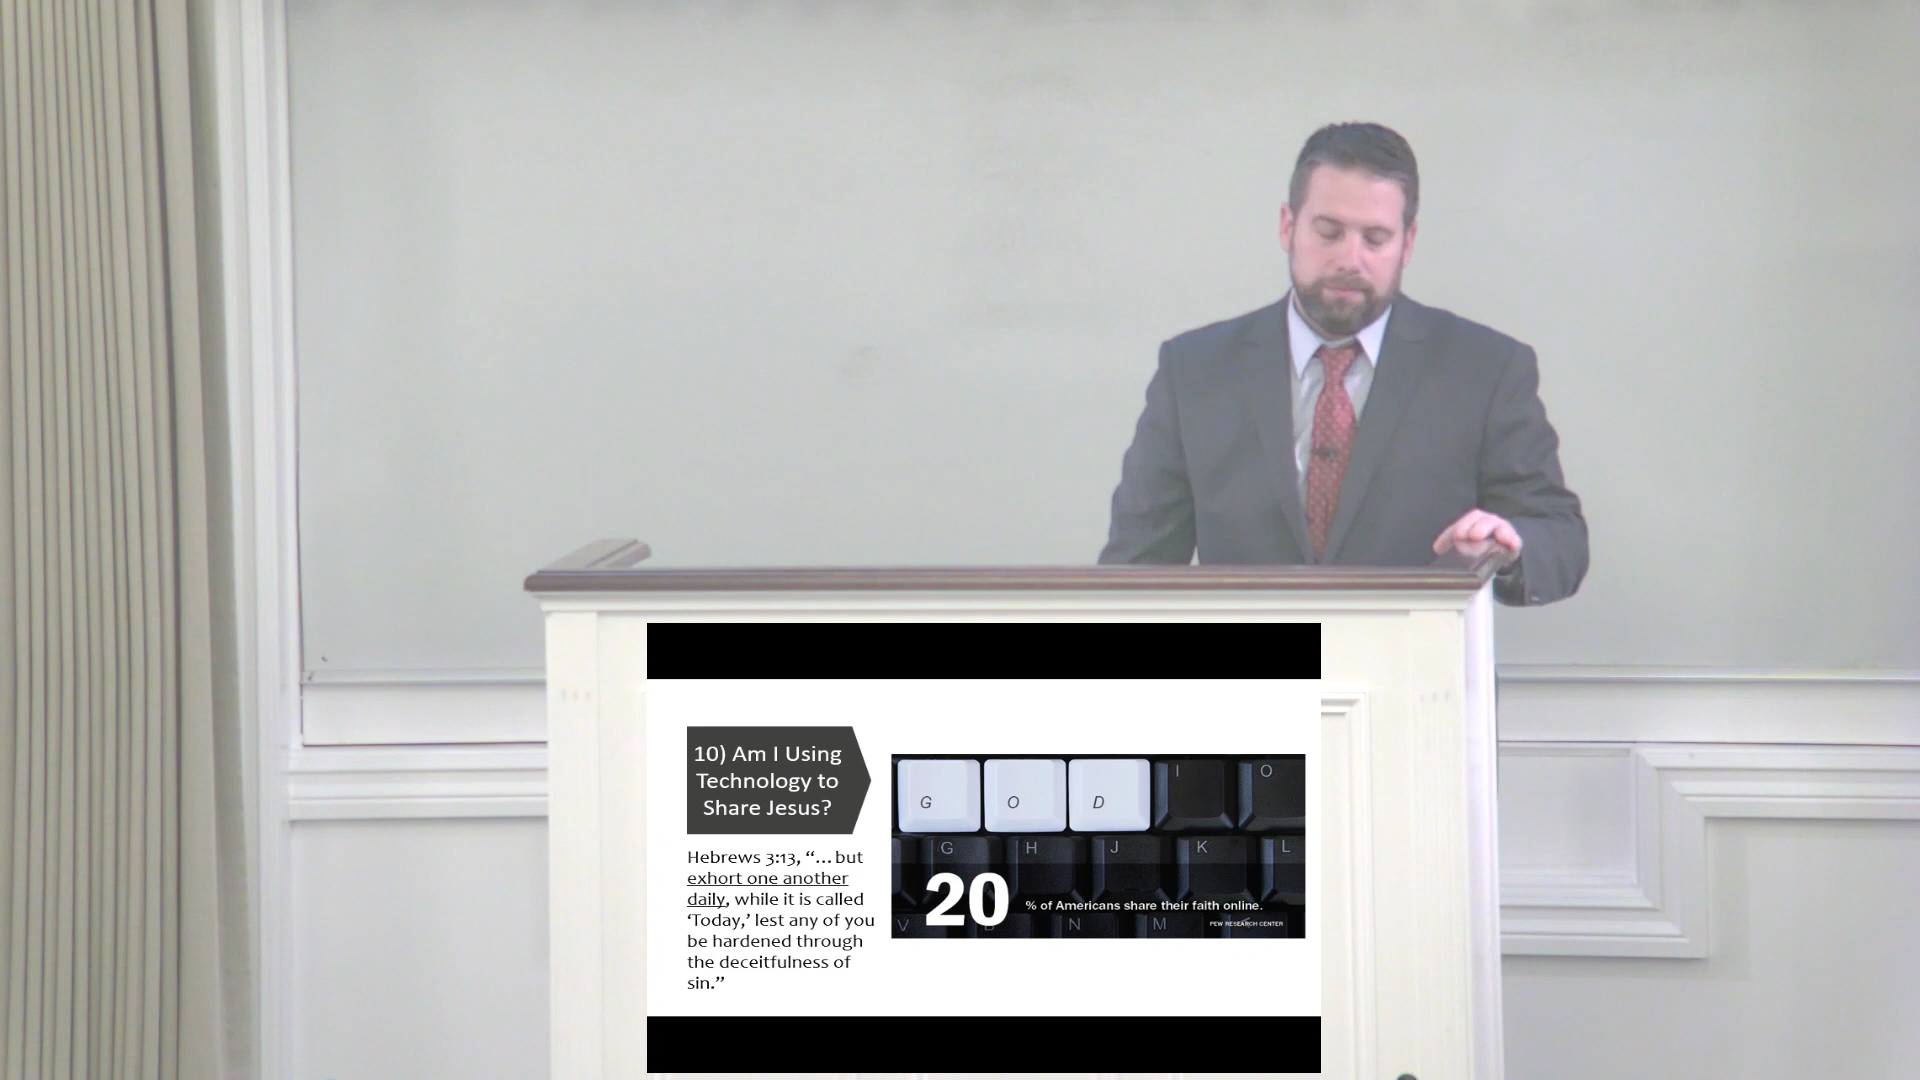 10) Am I Using
Technology to
Share Jesus?
Hebrews 3:13, “…but
exhort one another
daily, while it is called
‘Today,’ lest any of you
be hardened through
the deceitfulness of
sin.”
G O D I O
G H J K L
20 % of Americans share their faith online.
V B N M
PEW RESEARCH CENTER